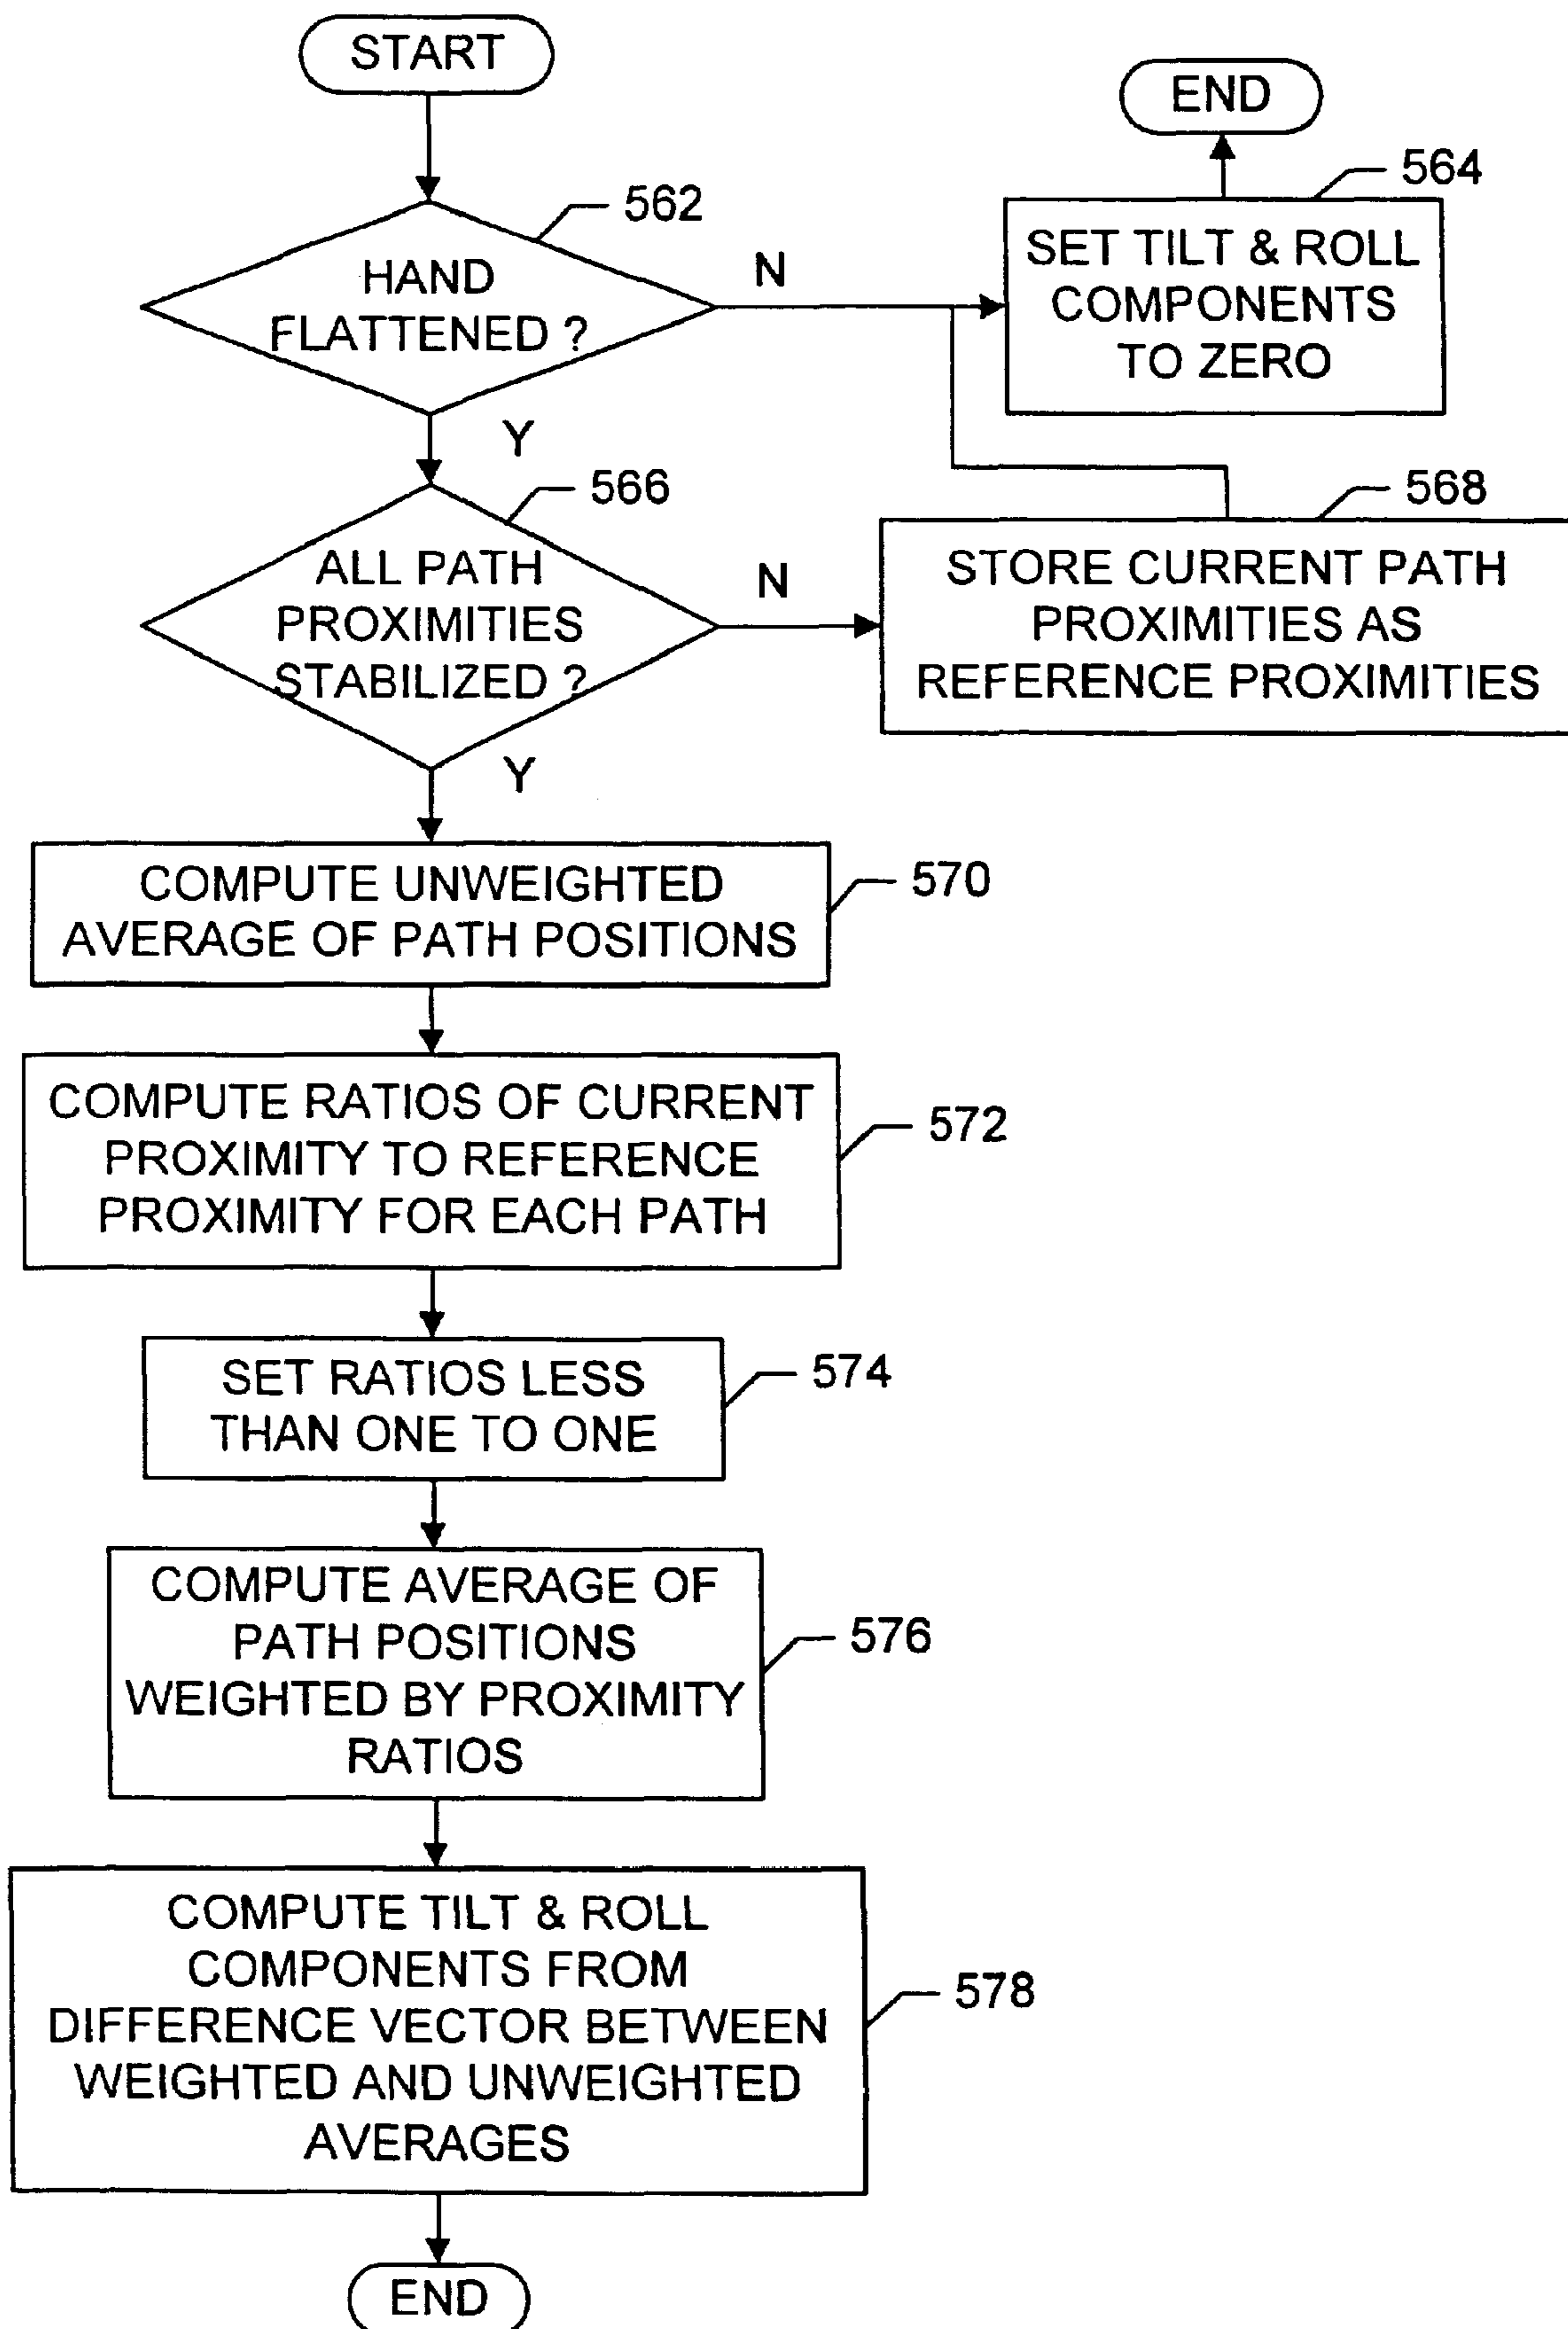 START
END
564
562
HAND
FLATTENED ?
N
SET TILT & ROLL
COMPONENTS
TO ZERO
Y
566
568
ALL PATH
PROXIMITIES
STABILIZED ?
N
STORE CURRENT PATH
PROXIMITIES AS
REFERENCE PROXIMITIES
Y
COMPUTE UNWEIGHTED
AVERAGE OF PATH POSITIONS
570
COMPUTE RATIOS OF CURRENT
PROXIMITY TO REFERENCE
PROXIMITY FOR EACH PATH
572
SET RATIOS LESS
THAN ONE TO ONE
574
COMPUTE AVERAGE OF
PATH POSITIONS
WEIGHTED BY PROXIMITY
RATIOS
576
COMPUTE TILT & ROLL
COMPONENTS FROM
DIFFERENCE VECTOR BETWEEN
WEIGHTED AND UNWEIGHTED
AVERAGES
578
END